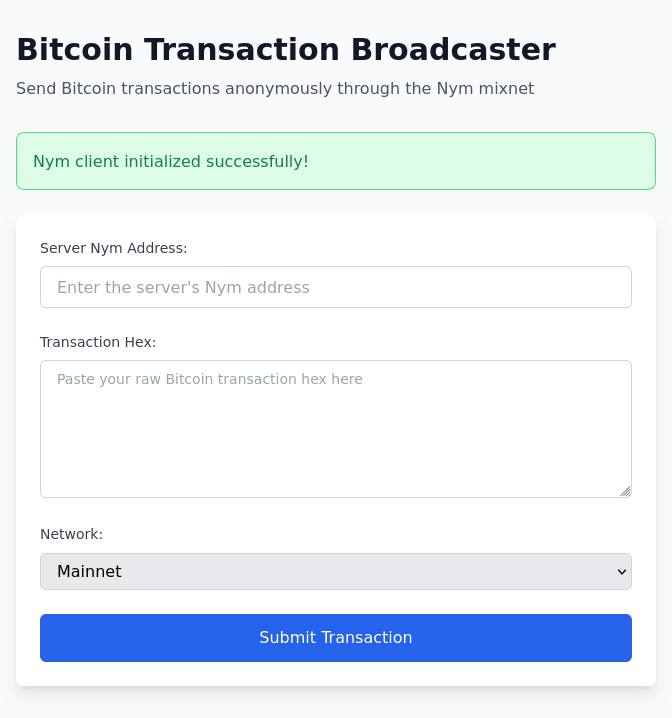 Bitcoin Transaction Broadcaster
Send Bitcoin transactions anonymously through the Nym mixnet
Nym client initialized successfully!
Server Nym Address:
Enter the server's Nym address
Transaction Hex:
Paste your raw Bitcoin transaction hex here
Network:
Mainnet
Submit Transaction